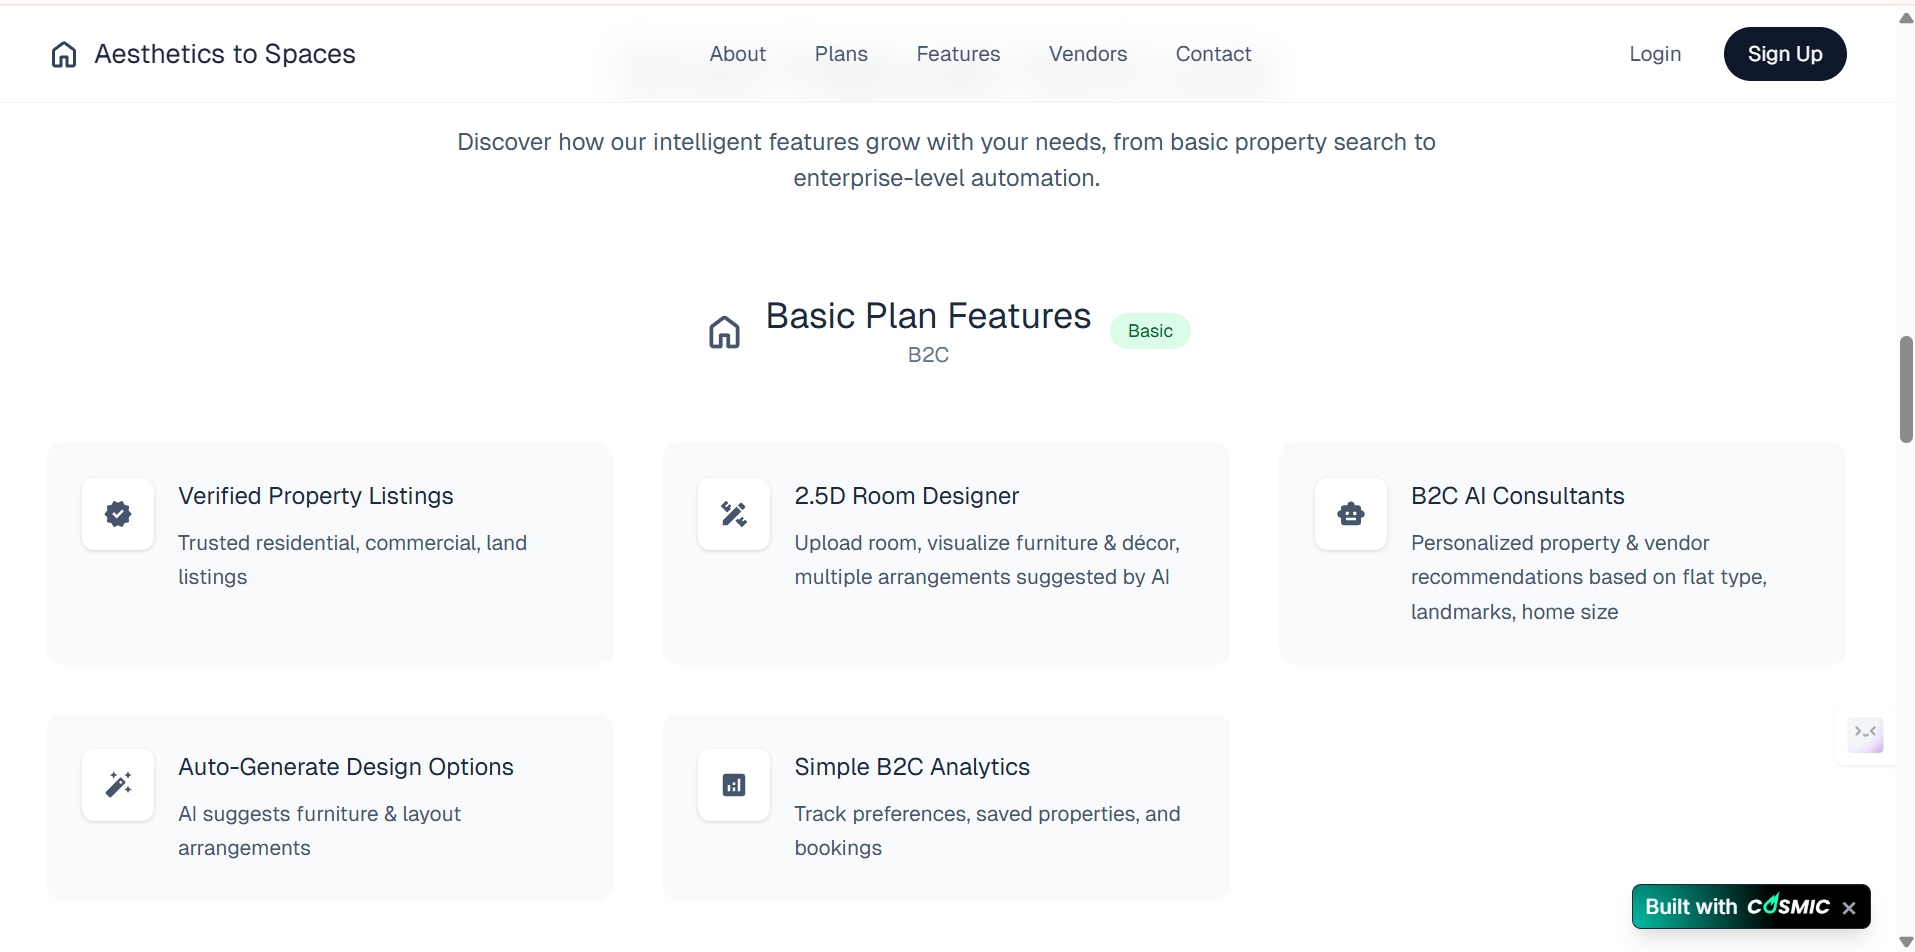 Aesthetics to Spaces
About
Plans
Features
Vendors
Contact
Login
Sign Up
Discover how our intelligent features grow with your needs, from basic property search to
enterprise-level automation.
Basic Plan Features
Basic
B2C
Verified Property Listings
Trusted residential, commercial, land
listings
2.5D Room Designer
Upload room, visualize furniture & décor,
multiple arrangements suggested by AI
B2C AI Consultants
Personalized property & vendor
recommendations based on flat type,
landmarks, home size
Auto-Generate Design Options
AI suggests furniture & layout
arrangements
Simple B2C Analytics
Track preferences, saved properties, and
bookings
Built with COSMIC